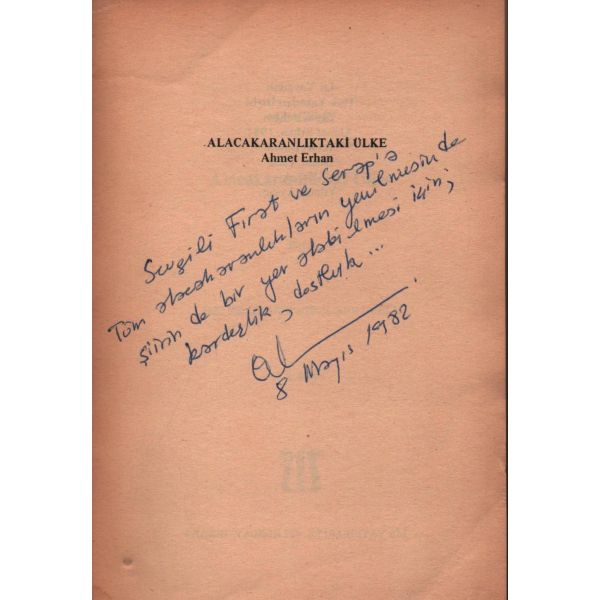 ALACAKARANLIKTAKİ ÜLKE
Ahmet Erhan
Sevgili Fırat ve Serap'a
Tüm alacakaranlıkların yenilmesinde
şiirin de bir yer alabilmesi için;
kardeşlik, dostluk...
8 Mayıs 1982